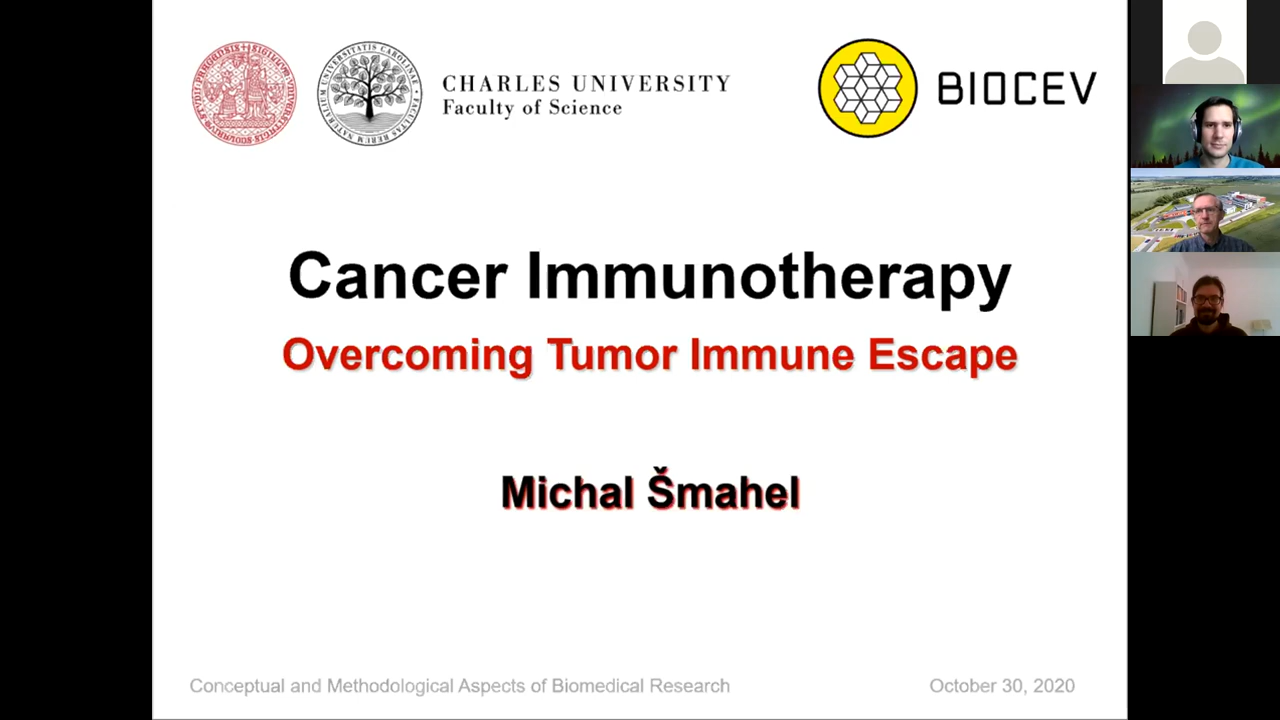 CHARLES UNIVERSITY
Faculty of Science
BIOCEV
Cancer Immunotherapy
Overcoming Tumor Immune Escape
Michal Šmahel
Conceptual and Methodological Aspects of Biomedical Research
October 30, 2020